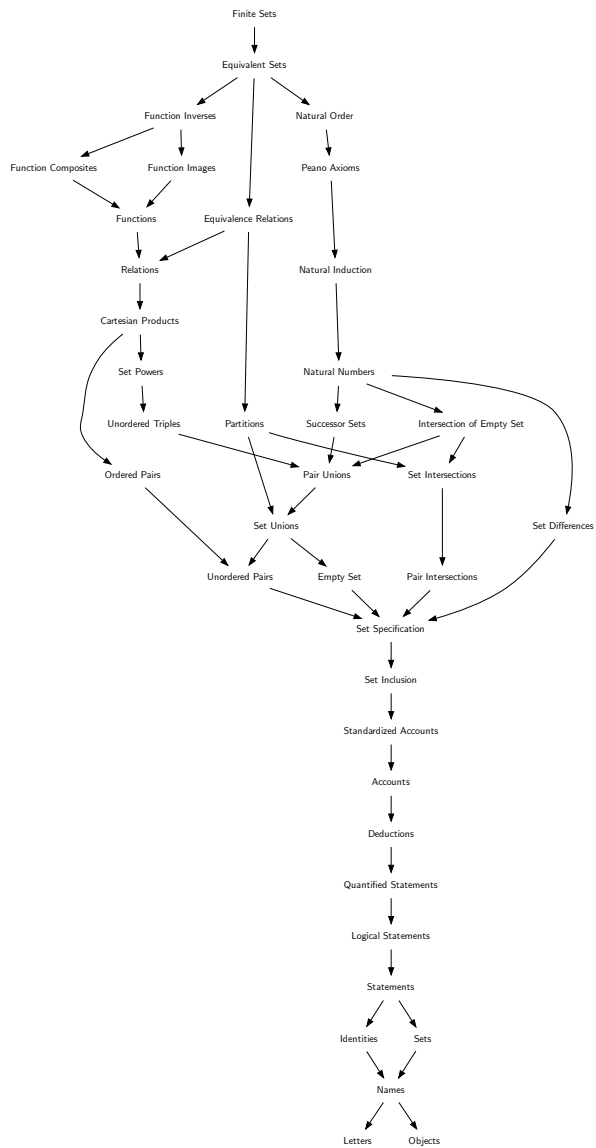 Finite Sets
Equivalent Sets
Function Inverses
Natural Order
Function Composites
Function Images
Peano Axioms
Functions
Equivalence Relations
Relations
Natural Induction
Cartesian Products
Set Powers
Natural Numbers
Unordered Triples
Partitions
Successor Sets
Intersection of Empty Set
Ordered Pairs
Pair Unions
Set Intersections
Set Unions
Set Differences
Unordered Pairs
Empty Set
Pair Intersections
Set Specification
Set Inclusion
Standardized Accounts
Accounts
Deductions
Quantified Statements
Logical Statements
Statements
Identities
Sets
Names
Letters
Objects